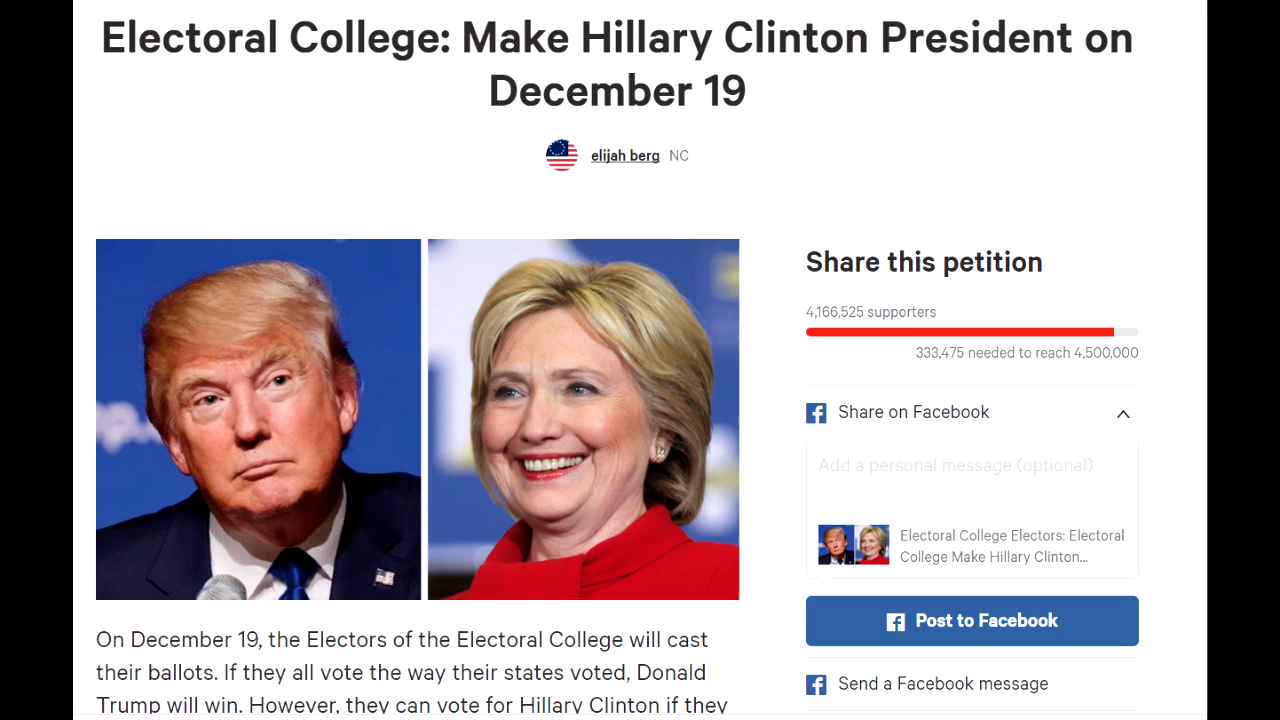 Electoral College: Make Hillary Clinton President on
December 19
elijah berg NC
Share this petition
4,166,525 supporters
333,475 needed to reach 4,500,000
Share on Facebook
Add a personal message (optional)
Electoral College Electors: Electoral
College Make Hillary Clinton...
Post to Facebook
Send a Facebook message
On December 19, the Electors of the Electoral College will cast
their ballots. If they all vote the way their states voted, Donald
Trump will win. However, they can vote for Hillary Clinton if they